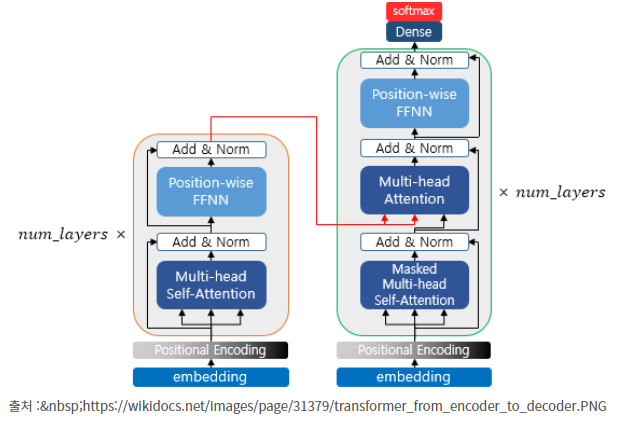 softmax
Dense
Add & Norm
Position-wise
FFNN
Add & Norm
Multi-head
Attention
Add & Norm
Masked
Multi-head
Self-Attention
Positional Encoding
embedding
× num_layers
Add & Norm
Position-wise
FFNN
Add & Norm
Multi-head
Self-Attention
Positional Encoding
embedding
num_layers ×
출처 :&nbsp;https://wikidocs.net/images/page/31379/transformer_from_encoder_to_decoder.PNG